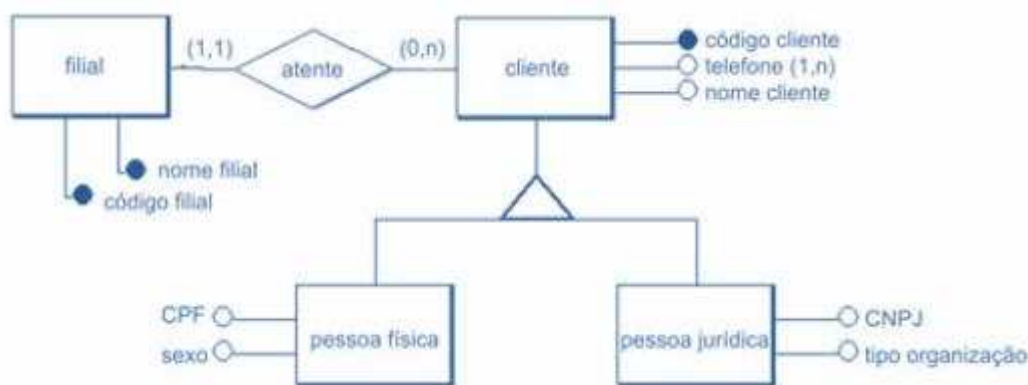 filial
(1,1)
atente
(0,n)
cliente
código cliente
telefone (1,n)
nome cliente
nome filial
código filial
CPF
sexo
pessoa física
pessoa jurídica
CNPJ
tipo organização